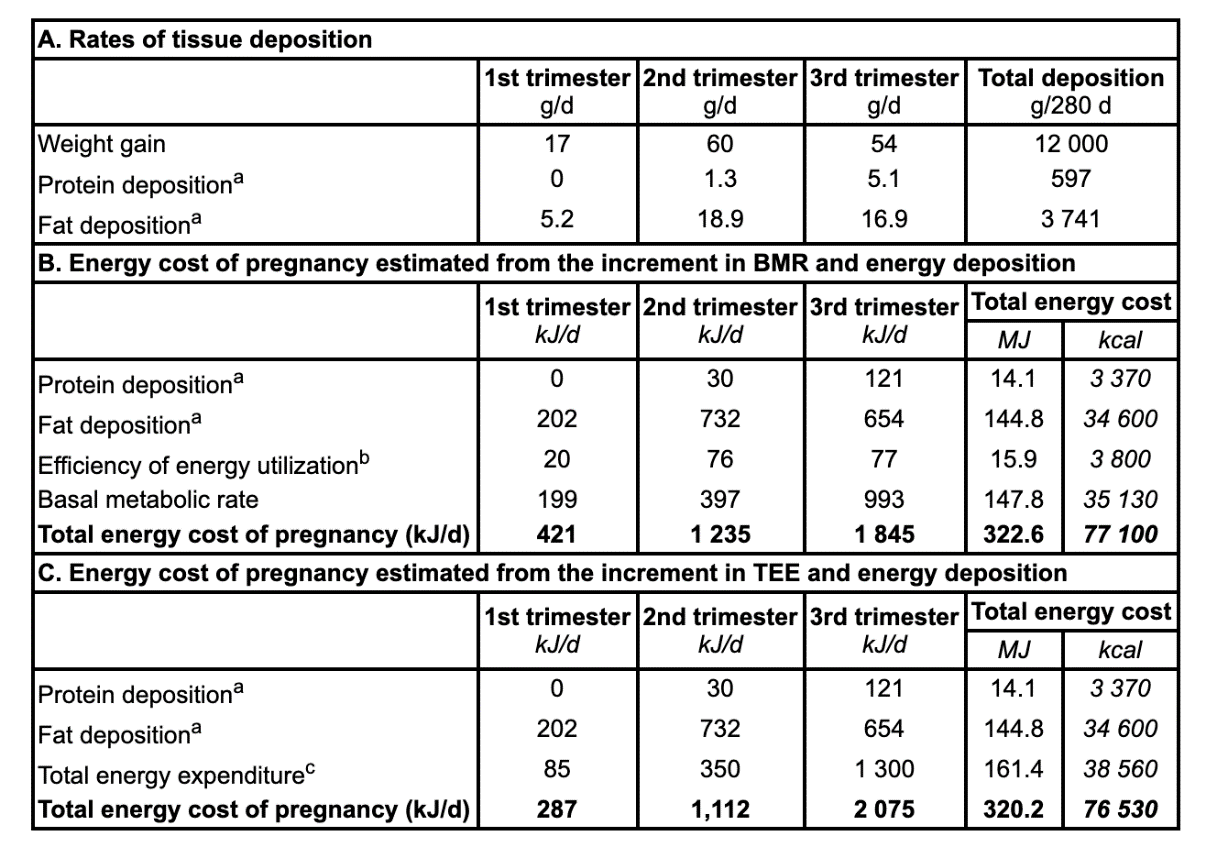 A. Rates of tissue deposition
1st trimester 2nd trimester 3rd trimester Total deposition
g/d g/d g/d g/280 d
Weight gain 17 60 54 12 000
Protein depositionᵃ 0 1.3 5.1 597
Fat depositionᵃ 5.2 18.9 16.9 3 741
B. Energy cost of pregnancy estimated from the increment in BMR and energy deposition
1st trimester 2nd trimester 3rd trimester Total energy cost
kJ/d kJ/d kJ/d MJ kcal
Protein depositionᵃ 0 30 121 14.1 3 370
Fat depositionᵃ 202 732 654 144.8 34 600
Efficiency of energy utilizationᵇ 20 76 77 15.9 3 800
Basal metabolic rate 199 397 993 147.8 35 130
Total energy cost of pregnancy (kJ/d) 421 1 235 1 845 322.6 77 100
C. Energy cost of pregnancy estimated from the increment in TEE and energy deposition
1st trimester 2nd trimester 3rd trimester Total energy cost
kJ/d kJ/d kJ/d MJ kcal
Protein depositionᵃ 0 30 121 14.1 3 370
Fat depositionᵃ 202 732 654 144.8 34 600
Total energy expenditureᶜ 85 350 1 300 161.4 38 560
Total energy cost of pregnancy (kJ/d) 287 1,112 2 075 320.2 76 530